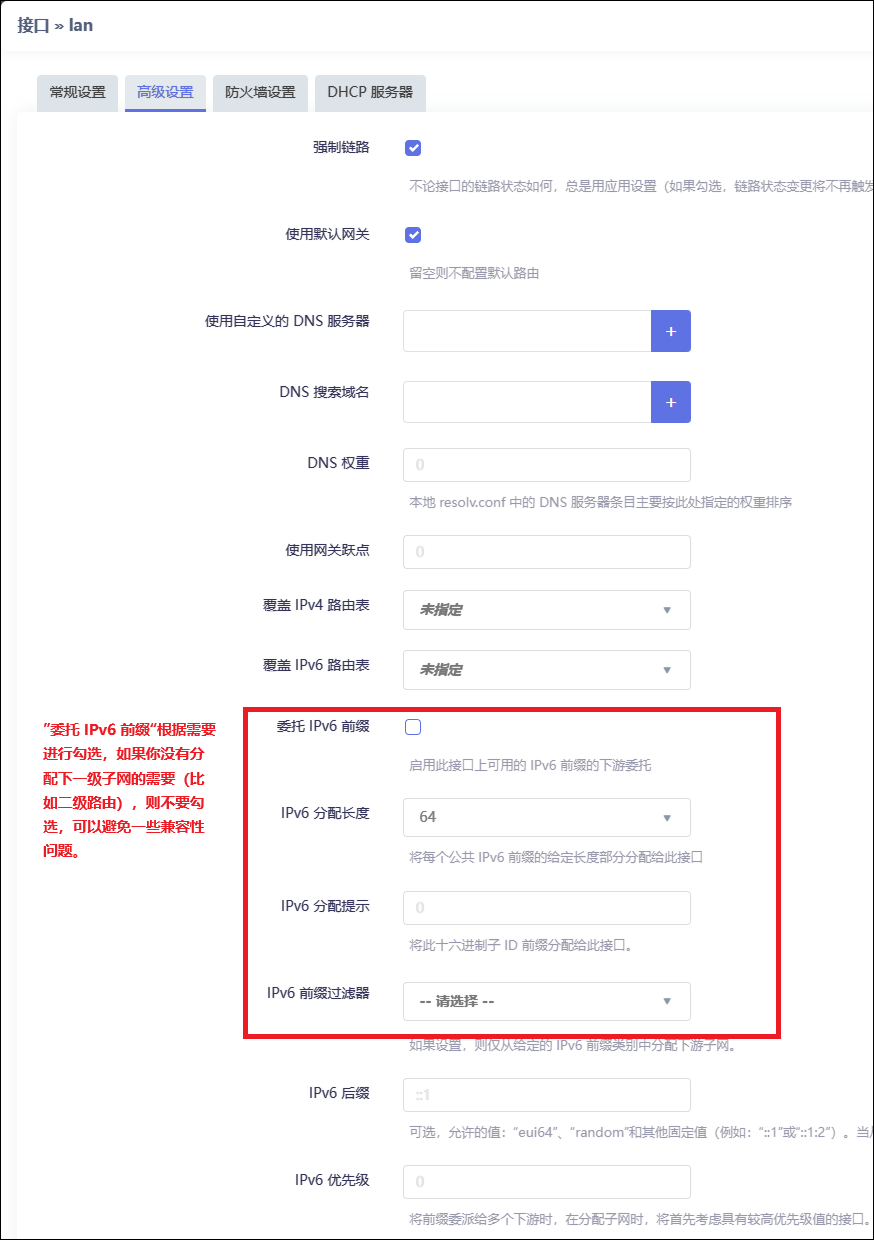 接口 » lan
常规设置
高级设置
防火墙设置
DHCP 服务器
强制链路
不论接口的链路状态如何，总是用应用设置（如果勾选，链路状态变更将不再触发
使用默认网关
留空则不配置默认路由
使用自定义的 DNS 服务器
+
DNS 搜索域名
+
DNS 权重
0
本地 resolv.conf 中的 DNS 服务器条目主要按此处指定的权重排序
使用网关跃点
0
覆盖 IPv4 路由表
未指定
覆盖 IPv6 路由表
未指定
”委托 IPv6 前缀“根据需要
进行勾选，如果你没有分
配下一级子网的需要（比
如二级路由），则不要勾
选，可以避免一些兼容性
问题。
委托 IPv6 前缀
启用此接口上可用的 IPv6 前缀的下游委托
IPv6 分配长度
64
将每个公共 IPv6 前缀的给定长度部分分配给此接口
IPv6 分配提示
0
将此十六进制子 ID 前缀分配给此接口。
IPv6 前缀过滤器
-- 请选择 --
如果设置，则仅从给定的 IPv6 前缀类别中分配下游子网。
IPv6 后缀
::1
可选，允许的值：“eui64”、“random”和其他固定值（例如：“::1”或“::1:2”）。当
IPv6 优先级
0
将前缀委派给多个下游时，在分配子网时，将首先考虑具有较高优先级值的接口。